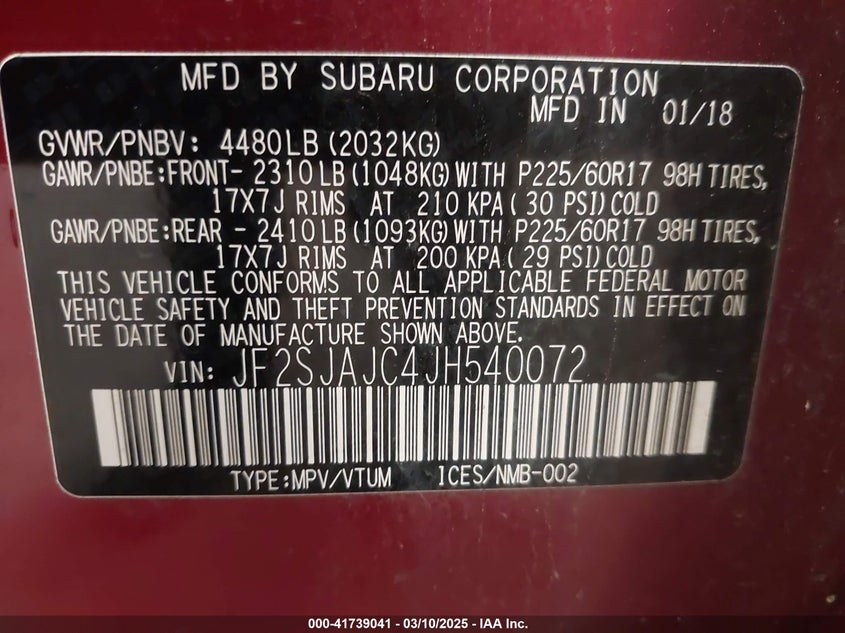 MFD BY SUBARU CORPORATION
MFD IN 01/18
GVWR/PNBV: 4480LB (2032KG)
GAWR/PNBE:FRONT- 2310LB (1048KG) WITH P225/60R17 98H TIRES,
17X7J RIMS AT 210 KPA ( 30 PSI) COLD
GAWR/PNBE:REAR - 2410LB (1093KG) WITH P225/60R17 98H TIRES,
17X7J RIMS AT 200 KPA ( 29 PSI) COLD
THIS VEHICLE CONFORMS TO ALL APPLICABLE FEDERAL MOTOR
VEHICLE SAFETY AND THEFT PREVENTION STANDARDS IN EFFECT ON
THE DATE OF MANUFACTURE SHOWN ABOVE.
VIN: JF2SJAJC4JH540072
TYPE:MPV/VTUM ICES/NMB-002
000-41739041 - 03/10/2025 - IAA Inc.